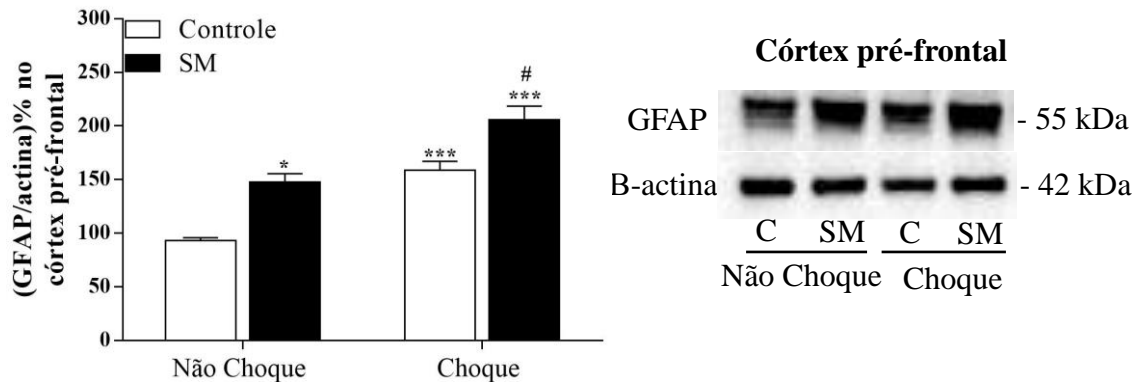 (GFAP/actina)% no
córtex pré-frontal
300
250
200
150
100
50
0
Controle
SM
*
***
#
***
Não Choque
Choque
Córtex pré-frontal
GFAP
- 55 kDa
B-actina
- 42 kDa
C SM C SM
Não Choque Choque